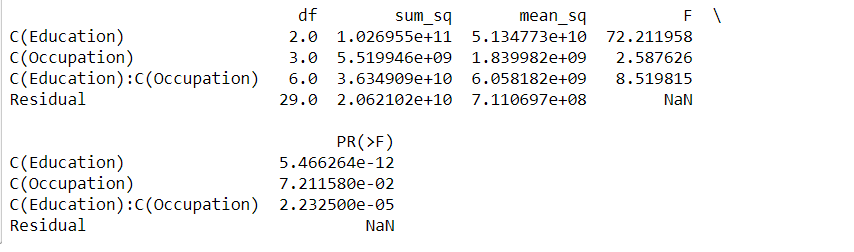 df sum_sq mean_sq F \
C(Education) 2.0 1.026955e+11 5.134773e+10 72.211958
C(Occupation) 3.0 5.519946e+09 1.839982e+09 2.587626
C(Education):C(Occupation) 6.0 3.634909e+10 6.058182e+09 8.519815
Residual 29.0 2.062102e+10 7.110697e+08 NaN
PR(>F)
C(Education) 5.466264e-12
C(Occupation) 7.211580e-02
C(Education):C(Occupation) 2.232500e-05
Residual NaN